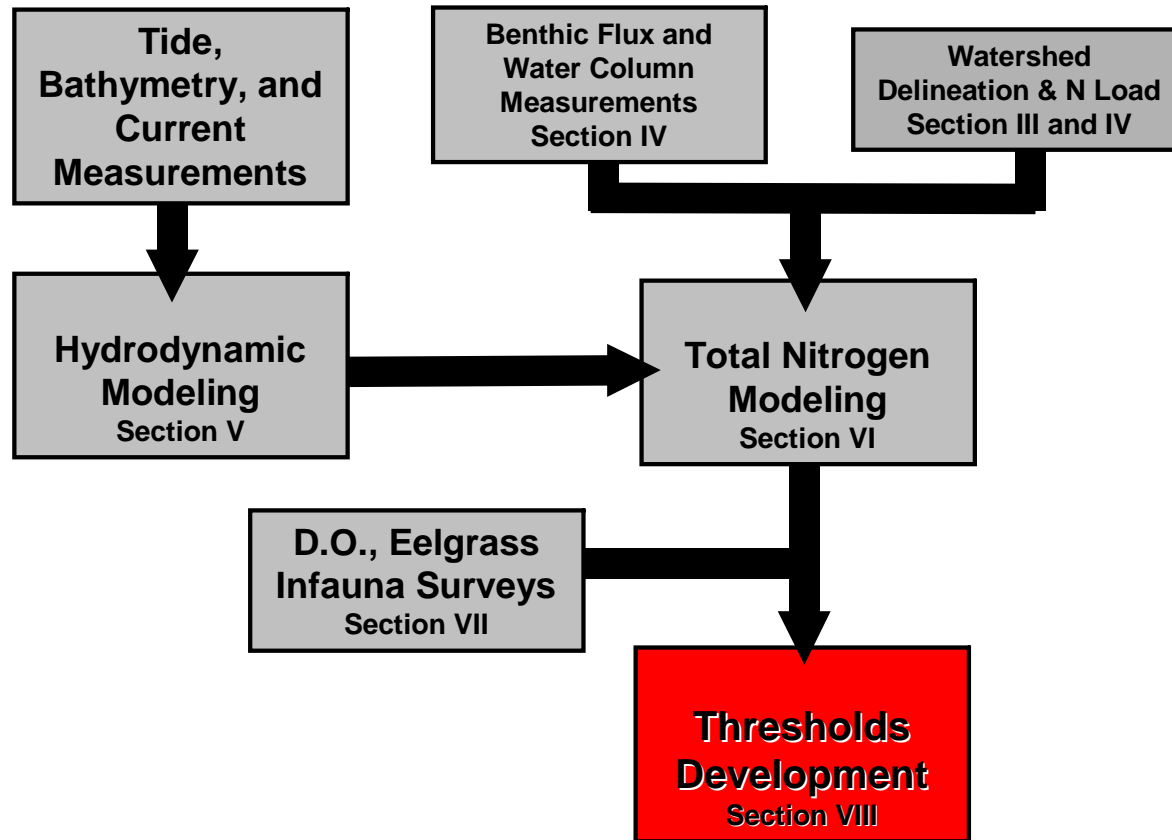 Tide,
Bathymetry, and
Current
Measurements
Benthic Flux and
Water Column
Measurements
Section IV
Watershed
Delineation & N Load
Section III and IV
Hydrodynamic
Modeling
Section V
Total Nitrogen
Modeling
Section VI
D.O., Eelgrass
Infauna Surveys
Section VII
Thresholds
Development
Section VIII